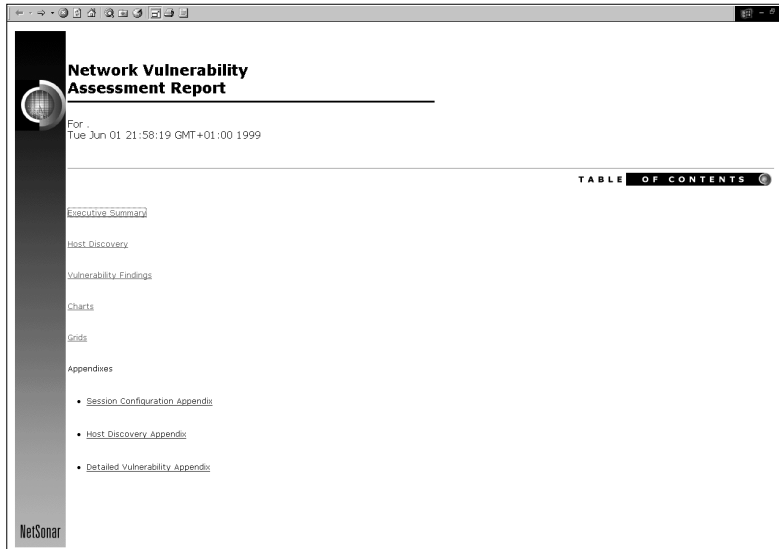 Network Vulnerability
Assessment Report
For .
Tue Jun 01 21:58:19 GMT+01:00 1999
TABLE OF CONTENTS
Executive Summary
Host Discovery
Vulnerability Findings
Charts
Grids
Appendixes
• Session Configuration Appendix
• Host Discovery Appendix
• Detailed Vulnerability Appendix
NetSonar